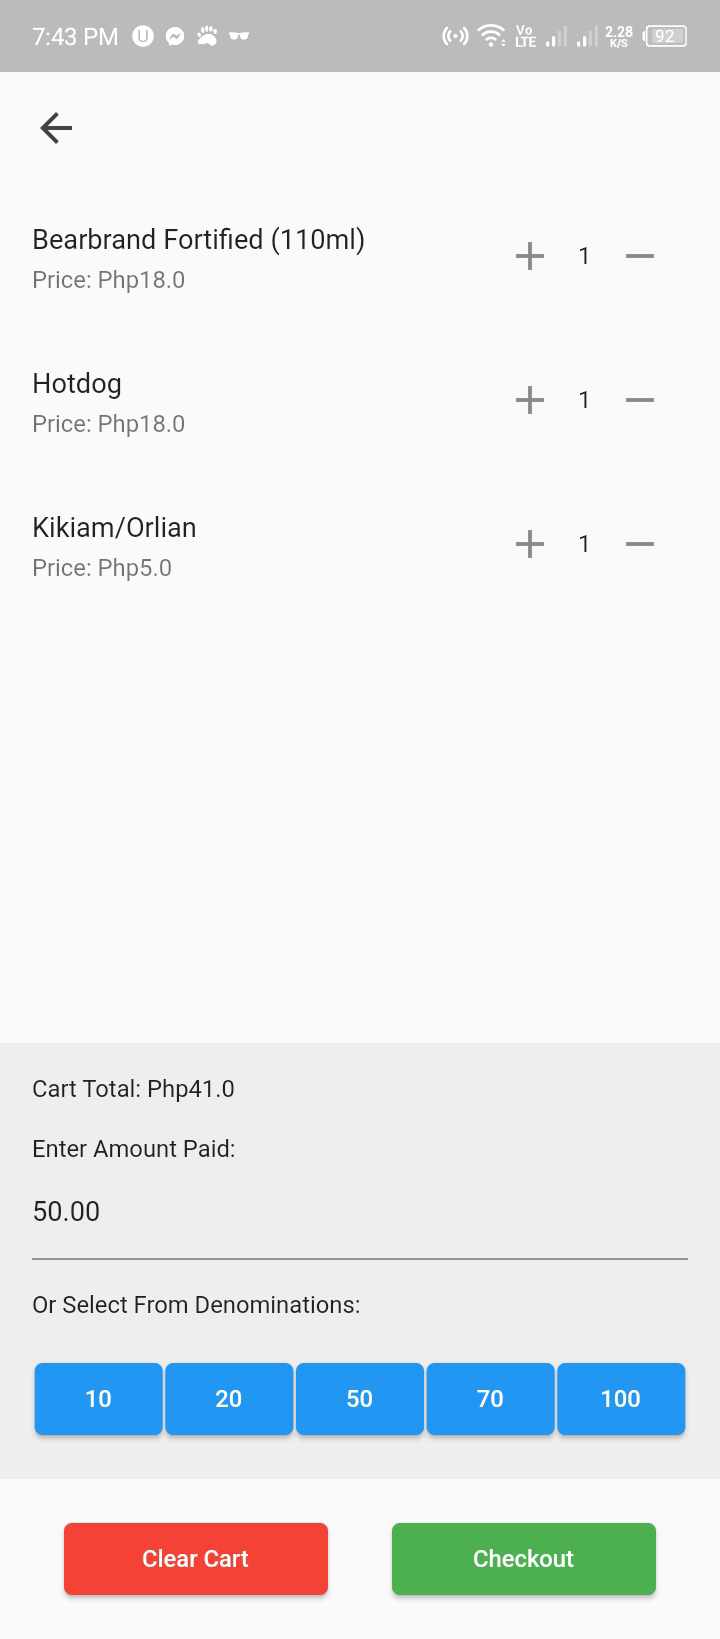 7:43 PM U Vo LTE 2.28 K/S 92
Bearbrand Fortified (110ml)
Price: Php18.0
1
Hotdog
Price: Php18.0
1
Kikiam/Orlian
Price: Php5.0
1
Cart Total: Php41.0
Enter Amount Paid:
50.00
Or Select From Denominations:
10 20 50 70 100
Clear Cart Checkout